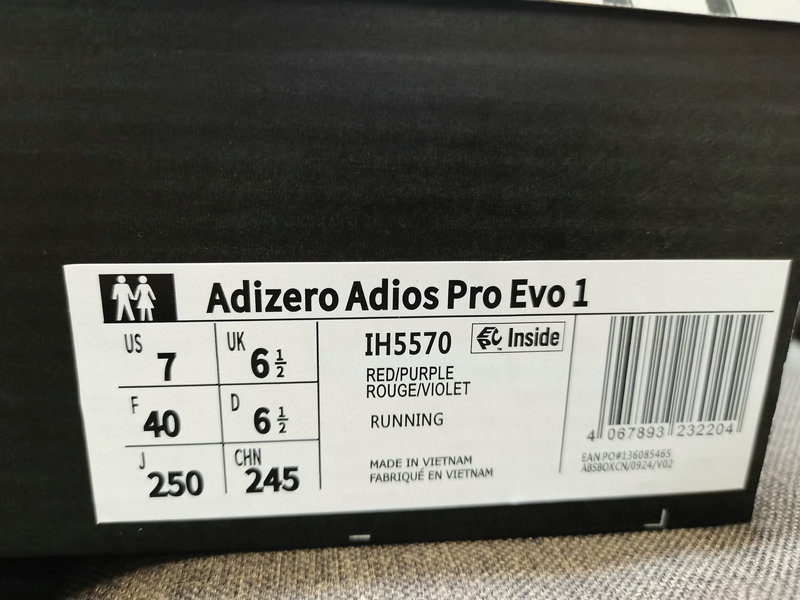 Adizero Adios Pro Evo 1
US 7 UK 6 1/2
F 40 D 6 1/2
J 250 CHN 245
IH5570 EPC Inside
RED/PURPLE
ROUGE/VIOLET
RUNNING
MADE IN VIETNAM
FABRIQUÉ EN VIETNAM
4 067893 232204
EAN PO#136085465
ABSBOXCN/0924/V02